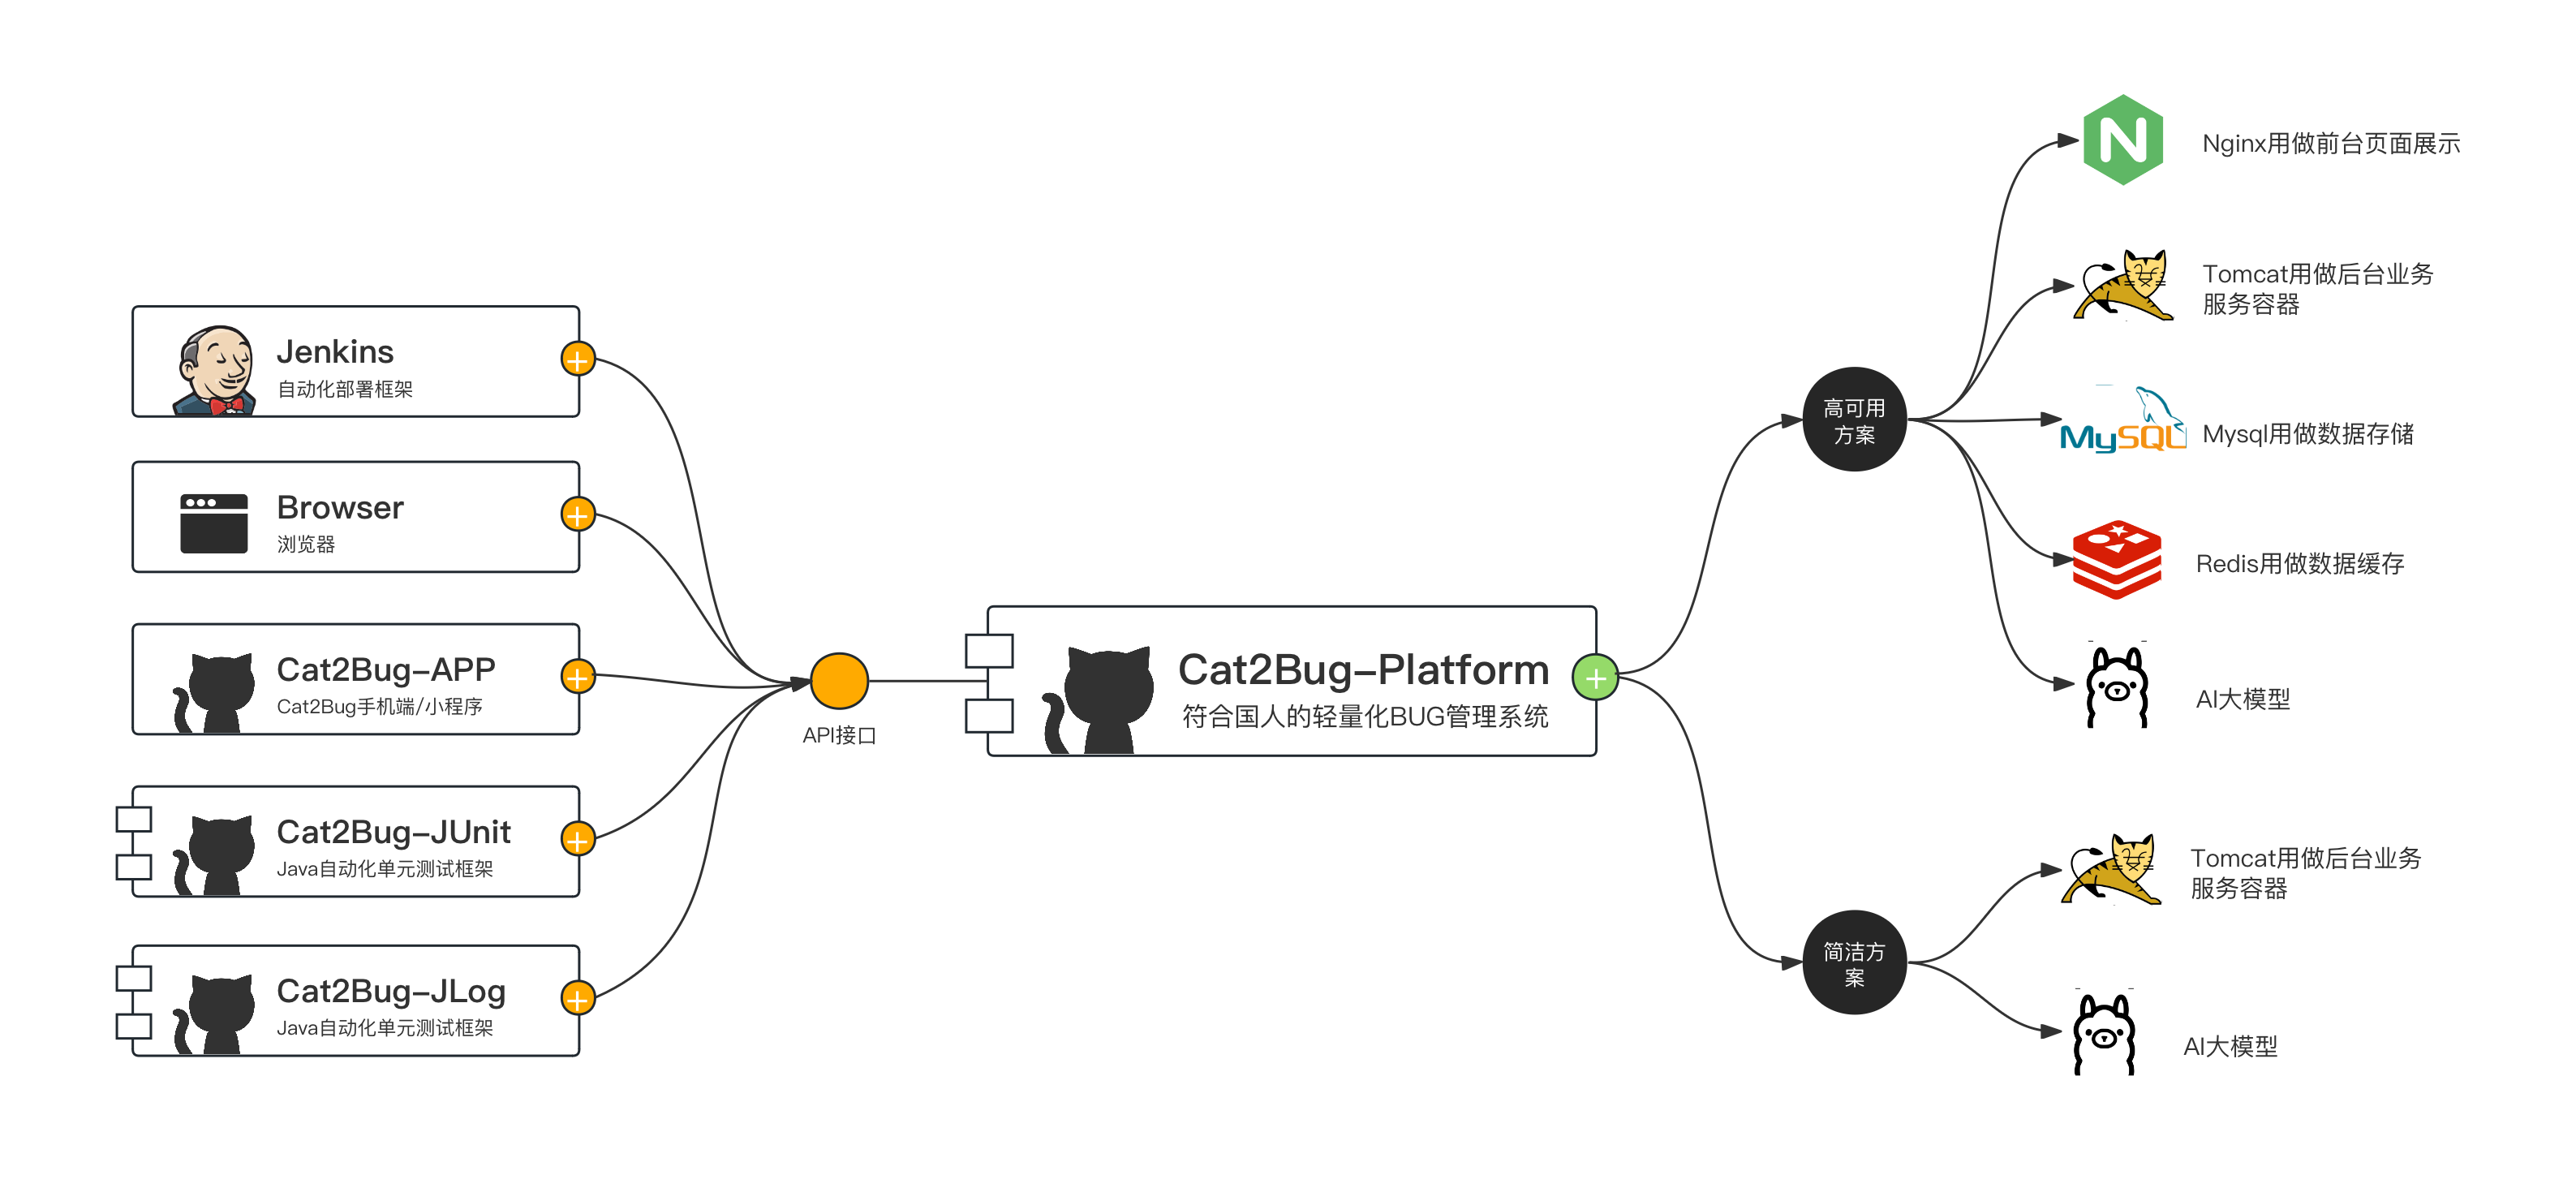 Jenkins
自动化部署框架
Browser
浏览器
Cat2Bug-APP
Cat2Bug手机端/小程序
Cat2Bug-JUnit
Java自动化单元测试框架
Cat2Bug-JLog
Java自动化单元测试框架
API接口
Cat2Bug-Platform
符合国人的轻量化BUG管理系统
高可用
方案
N
Nginx用做前台页面展示
Tomcat用做后台业务
服务容器
MySQL
Mysql用做数据存储
Redis用做数据缓存
AI大模型
简洁方
案
Tomcat用做后台业务
服务容器
AI大模型